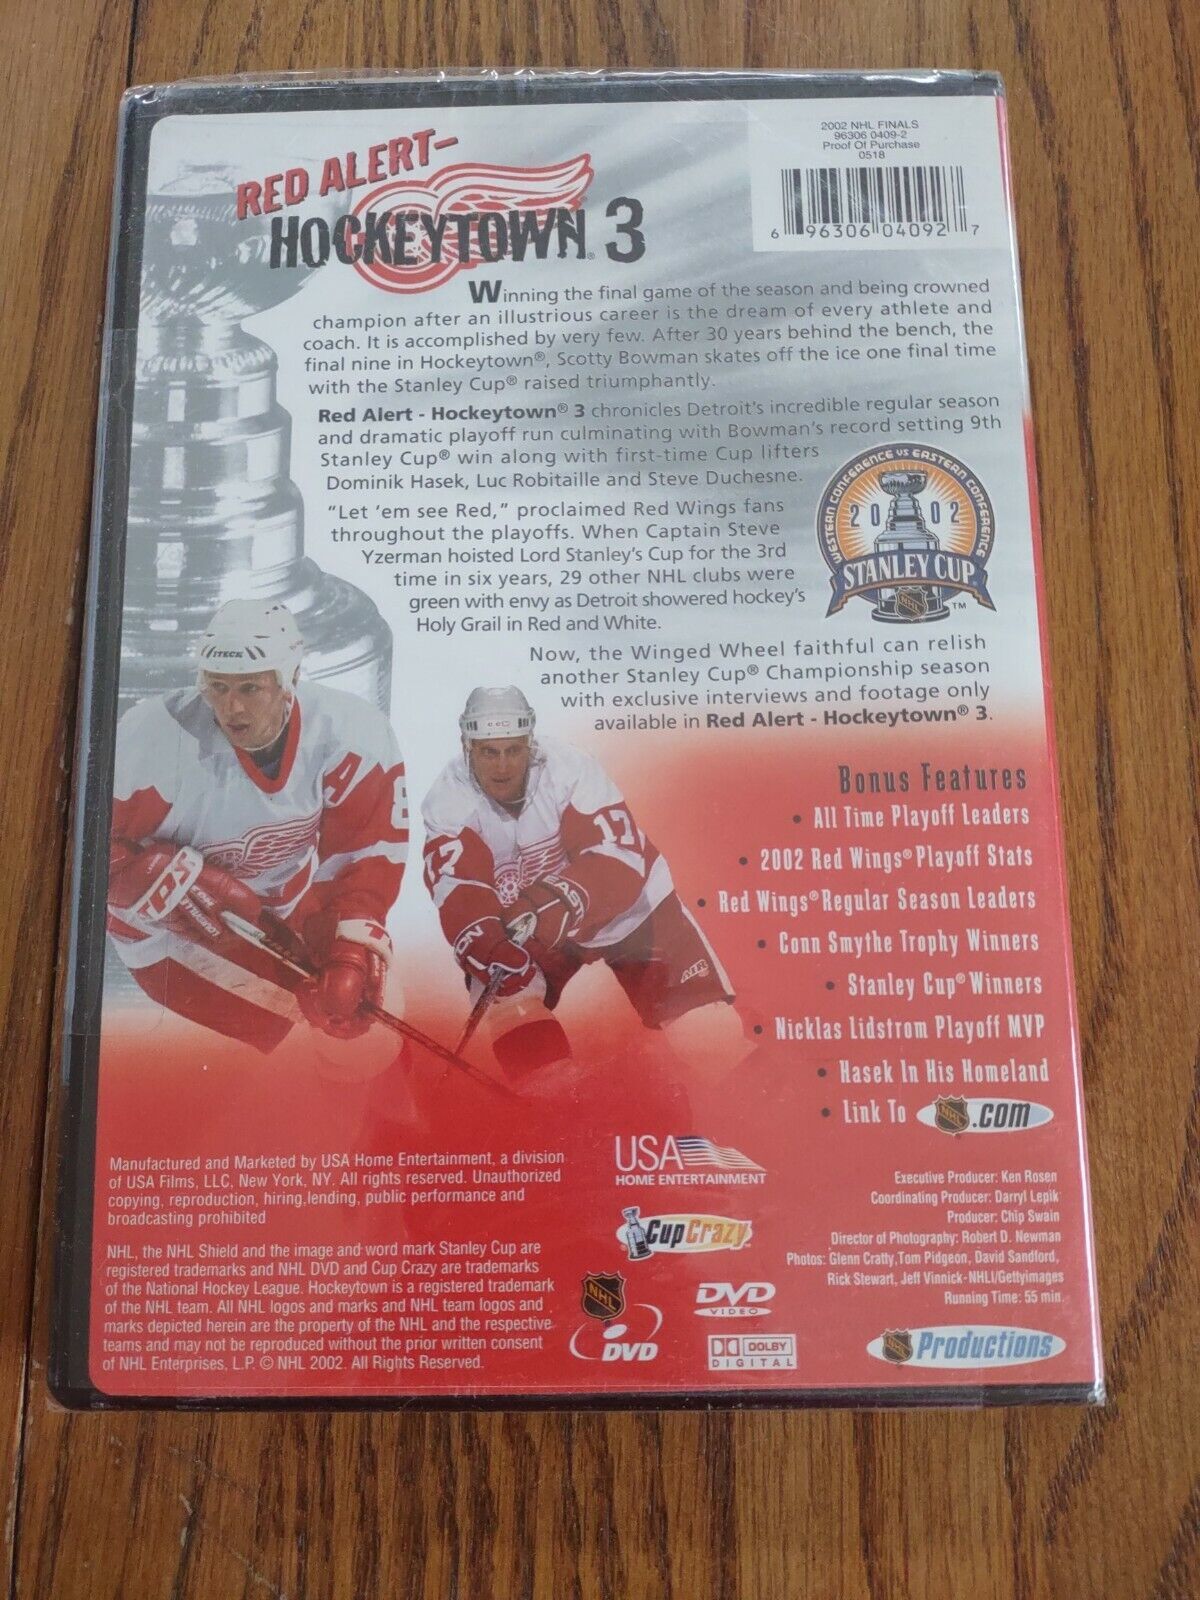 2002 NHL FINALS
96306 0409-2
Proof Of Purchase
0518
6 96306 04092 7
RED ALERT–
HOCKEYTOWN® 3
Winning the final game of the season and being crowned
champion after an illustrious career is the dream of every athlete and
coach. It is accomplished by very few. After 30 years behind the bench, the
final nine in Hockeytown®, Scotty Bowman skates off the ice one final time
with the Stanley Cup® raised triumphantly.
Red Alert - Hockeytown® 3 chronicles Detroit's incredible regular season
and dramatic playoff run culminating with Bowman's record setting 9th
Stanley Cup® win along with first-time Cup lifters
Dominik Hasek, Luc Robitaille and Steve Duchesne.
"Let 'em see Red," proclaimed Red Wings fans
throughout the playoffs. When Captain Steve
Yzerman hoisted Lord Stanley's Cup for the 3rd
time in six years, 29 other NHL clubs were
green with envy as Detroit showered hockey's
Holy Grail in Red and White.
WESTERN CONFERENCE VS EASTERN CONFERENCE
2002
STANLEY CUP
NHL
TM
Now, the Winged Wheel faithful can relish
another Stanley Cup® Championship season
with exclusive interviews and footage only
available in Red Alert - Hockeytown® 3.
ITECH
A
CCM
17
17
EASTON
AIR
Bonus Features
• All Time Playoff Leaders
• 2002 Red Wings® Playoff Stats
• Red Wings® Regular Season Leaders
• Conn Smythe Trophy Winners
• Stanley Cup® Winners
• Nicklas Lidstrom Playoff MVP
• Hasek In His Homeland
• Link To NHL.com
Manufactured and Marketed by USA Home Entertainment, a division
of USA Films, LLC, New York, NY. All rights reserved. Unauthorized
copying, reproduction, hiring,lending, public performance and
broadcasting prohibited
NHL, the NHL Shield and the image and word mark Stanley Cup are
registered trademarks and NHL DVD and Cup Crazy are trademarks
of the National Hockey League. Hockeytown is a registered trademark
of the NHL team. All NHL logos and marks and NHL team logos and
marks depicted herein are the property of the NHL and the respective
teams and may not be reproduced without the prior written consent
of NHL Enterprises, L.P. © NHL 2002. All Rights Reserved.
USA
HOME ENTERTAINMENT
CupCrazy
NHL
DVD
DVD
VIDEO
DOLBY
DIGITAL
Executive Producer: Ken Rosen
Coordinating Producer: Darryl Lepik
Producer: Chip Swain
Director of Photography: Robert D. Newman
Photos: Glenn Cratty,Tom Pidgeon, David Sandford,
Rick Stewart, Jeff Vinnick-NHLI/Gettyimages
Running Time: 55 min.
NHL Productions